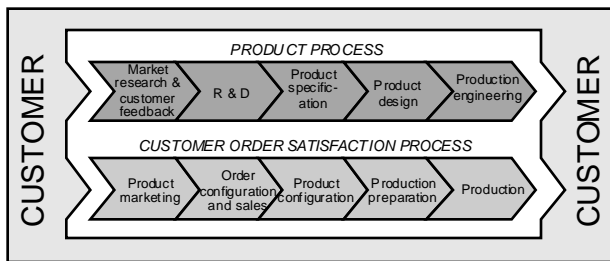 CUSTOMER
PRODUCT PROCESS
Market
research &
customer
feedback
R & D
Product
specific-
ation
Product
design
Production
engineering
CUSTOMER ORDER SATISFACTION PROCESS
Product
marketing
Order
configuration
and sales
Product
configuration
Production
preparation
Production
CUSTOMER